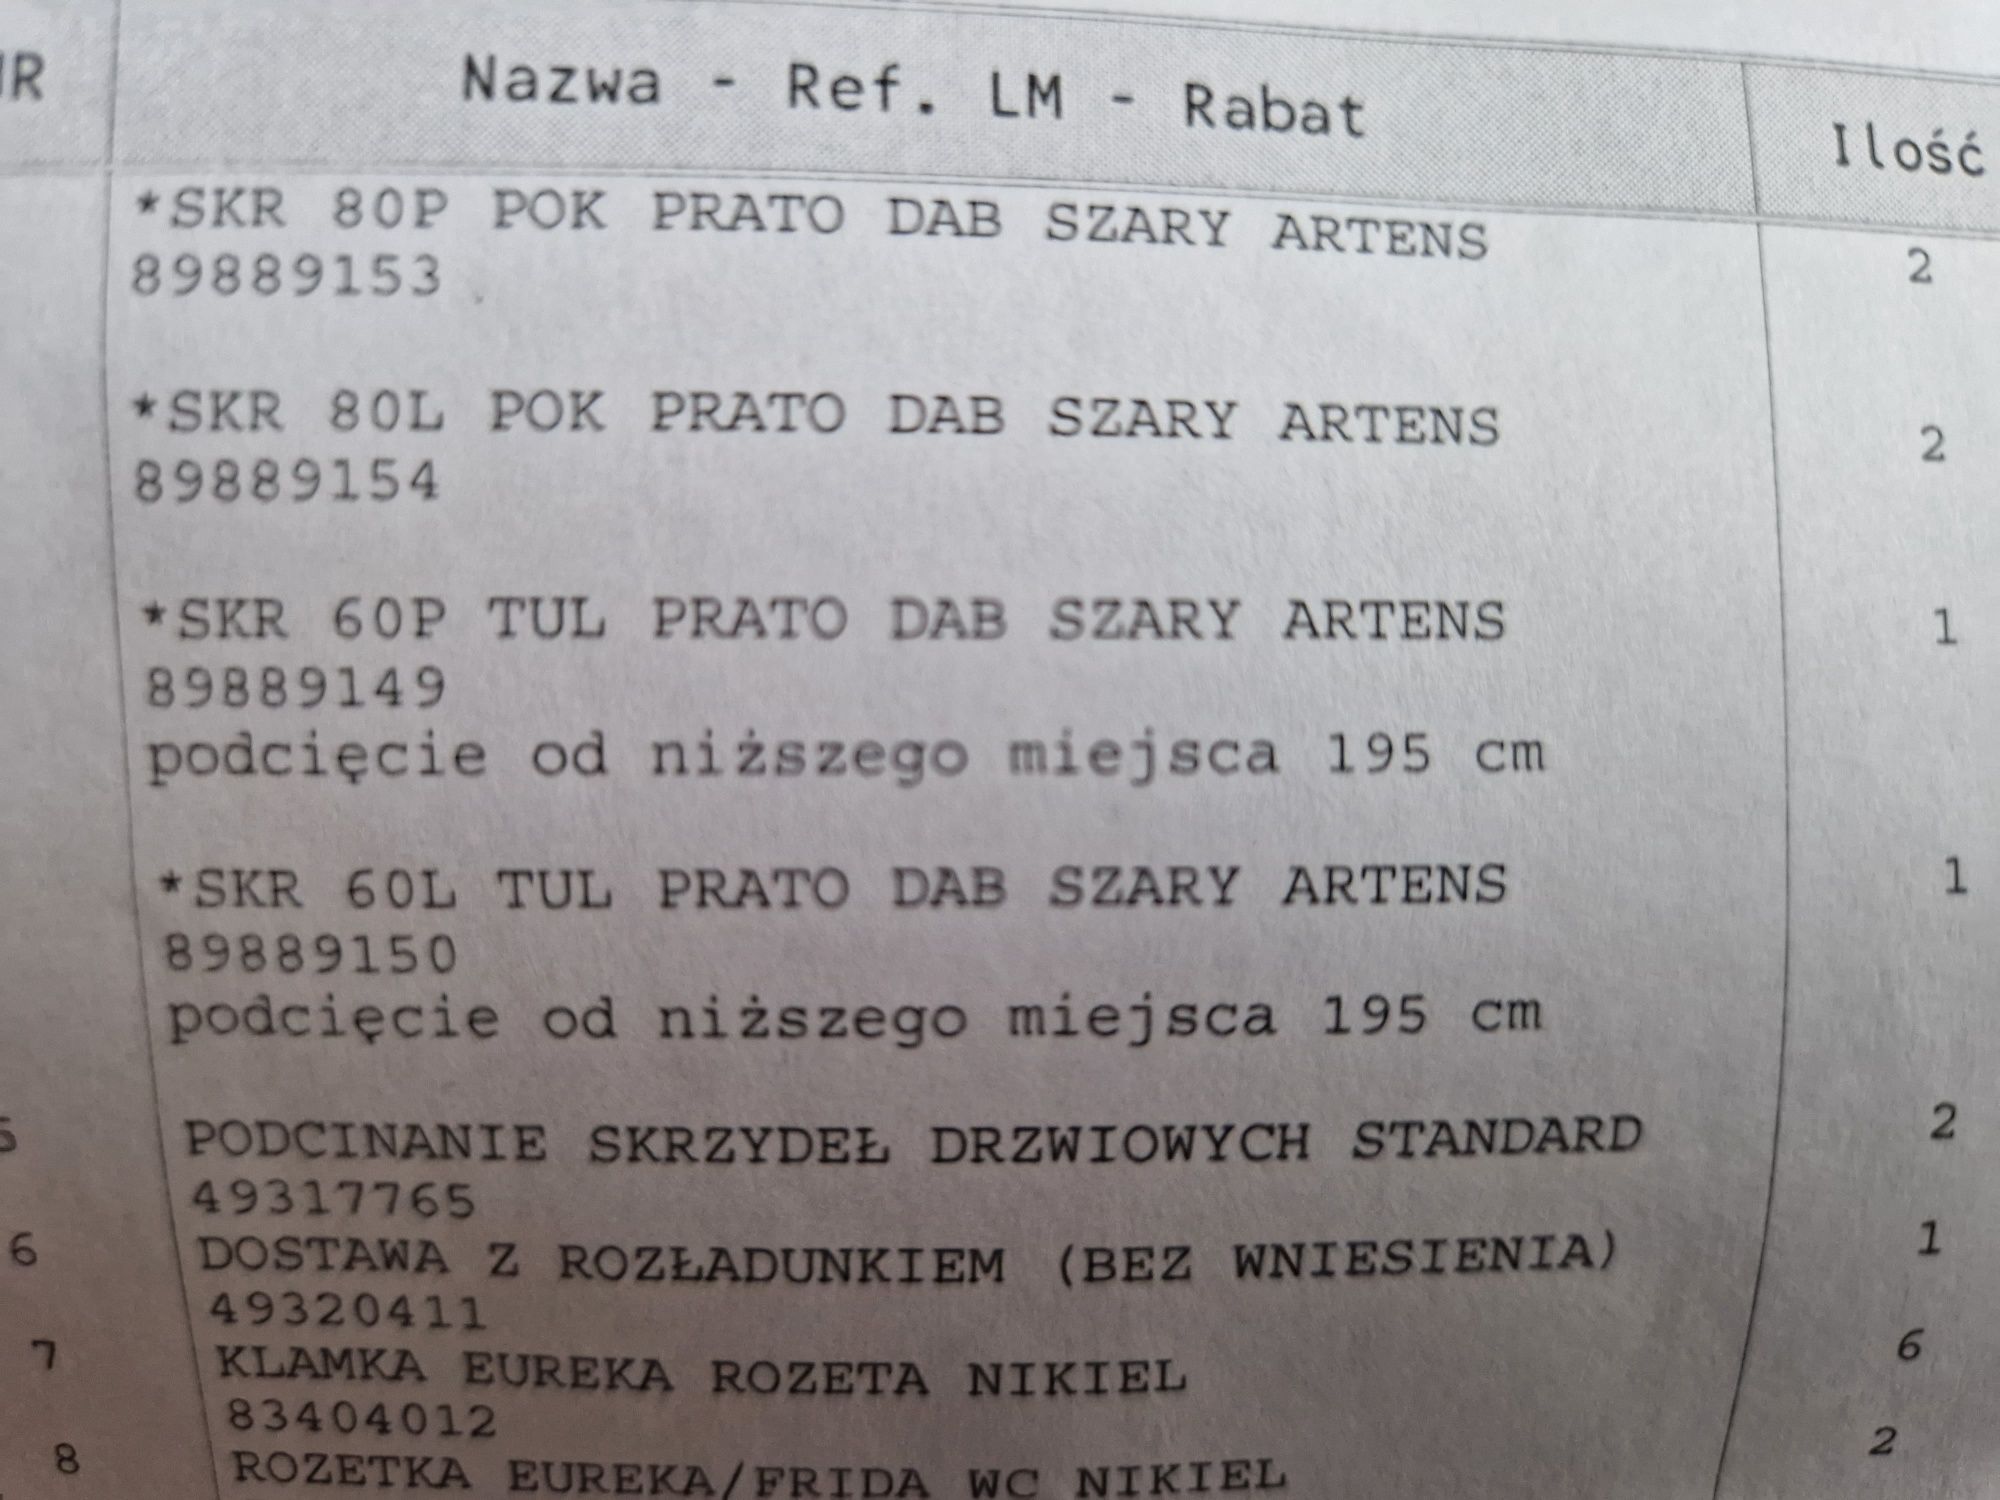 Nazwa - Ref. LM - Rabat Ilość
*SKR 80P POK PRATO DAB SZARY ARTENS 2
89889153
*SKR 80L POK PRATO DAB SZARY ARTENS 2
89889154
*SKR 60P TUL PRATO DAB SZARY ARTENS 1
89889149
podcięcie od niższego miejsca 195 cm
*SKR 60L TUL PRATO DAB SZARY ARTENS 1
89889150
podcięcie od niższego miejsca 195 cm
5 PODCINANIE SKRZYDEŁ DRZWIOWYCH STANDARD 2
49317765
6 DOSTAWA Z ROZŁADUNKIEM (BEZ WNIESIENIA) 1
49320411
7 KLAMKA EUREKA ROZETA NIKIEL 6
83404012
8 ROZETKA EUREKA/FRIDA WC NIKIEL 2